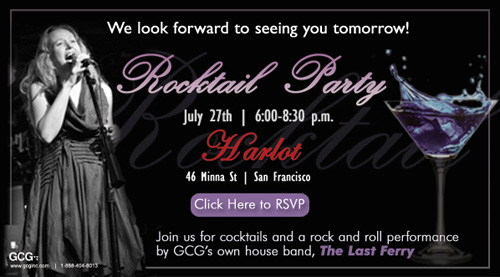 We look forward to seeing you tomorrow!
Rocktail Party
July 27th | 6:00-8:30 p.m.
Harlot
46 Minna St | San Francisco
Click Here to RSVP
Join us for cocktails and a rock and roll performance
by GCG's own house band, The Last Ferry
GCG
www.gcginc.com | 1-888-404-8013
Rocktail